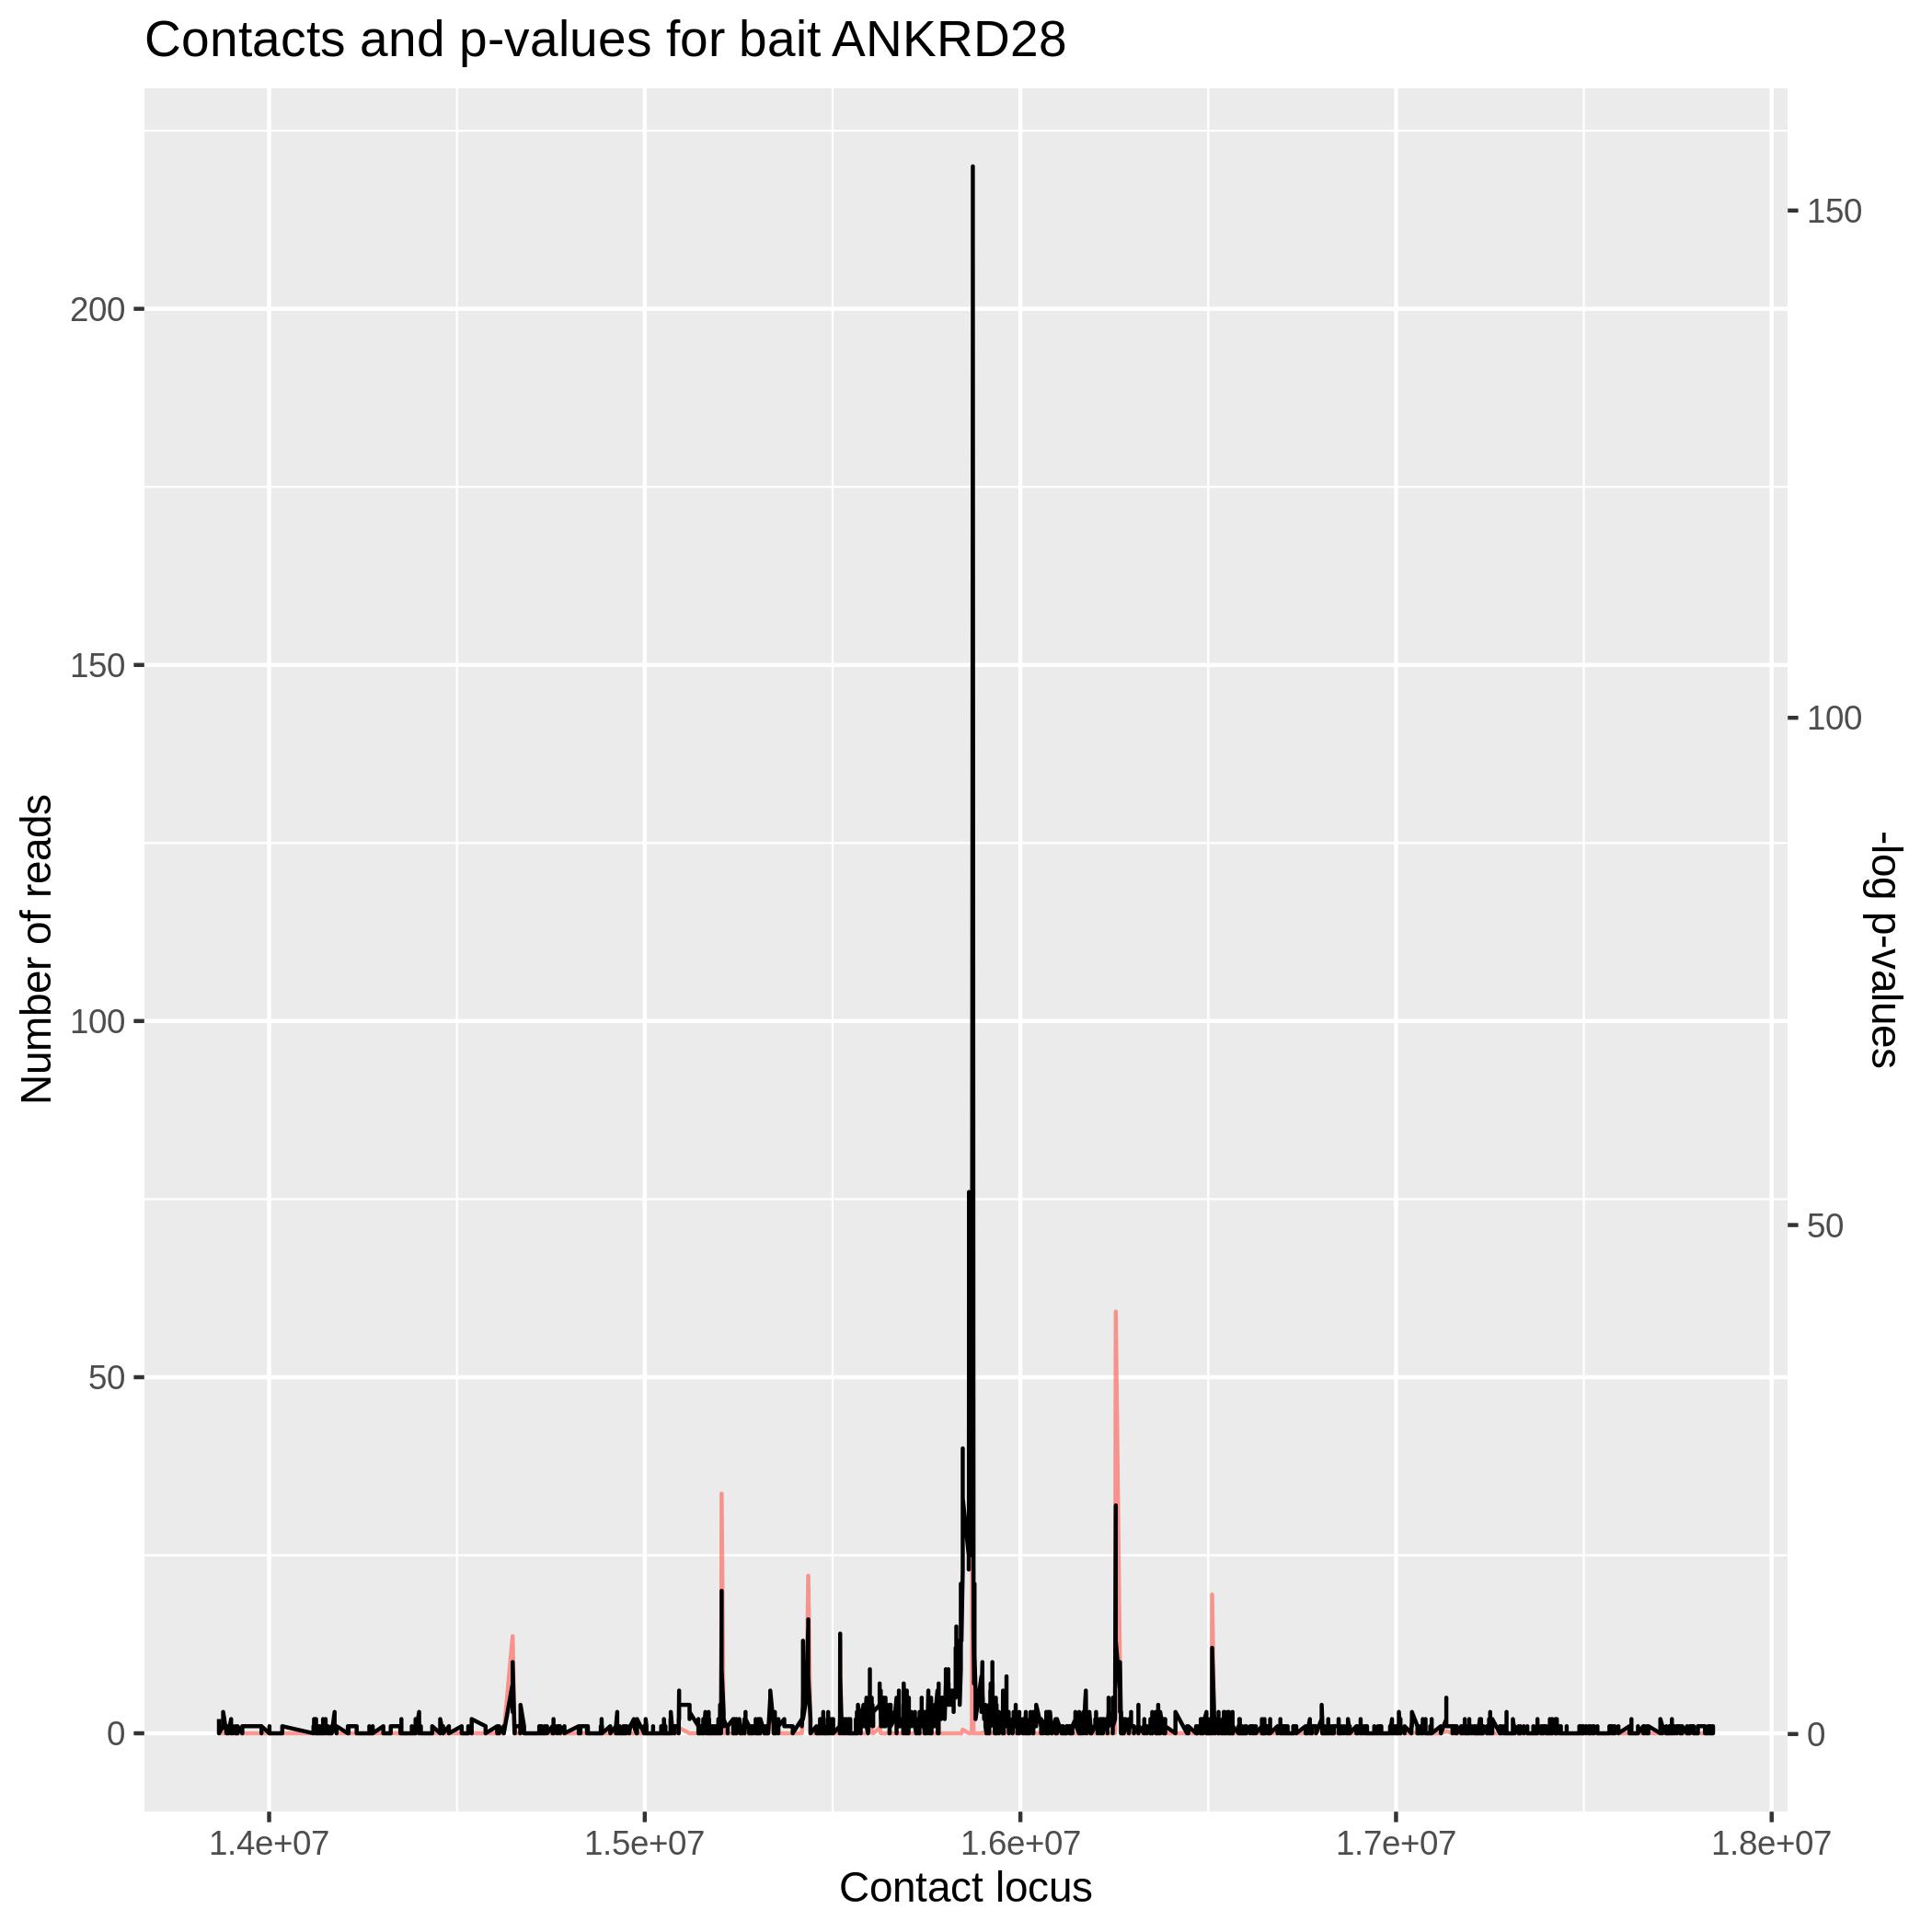 Contacts and p-values for bait ANKRD28
Number of reads
200
150
100
50
0
150
100
50
0
-log p-values
1.4e+07
1.5e+07
1.6e+07
1.7e+07
1.8e+07
Contact locus